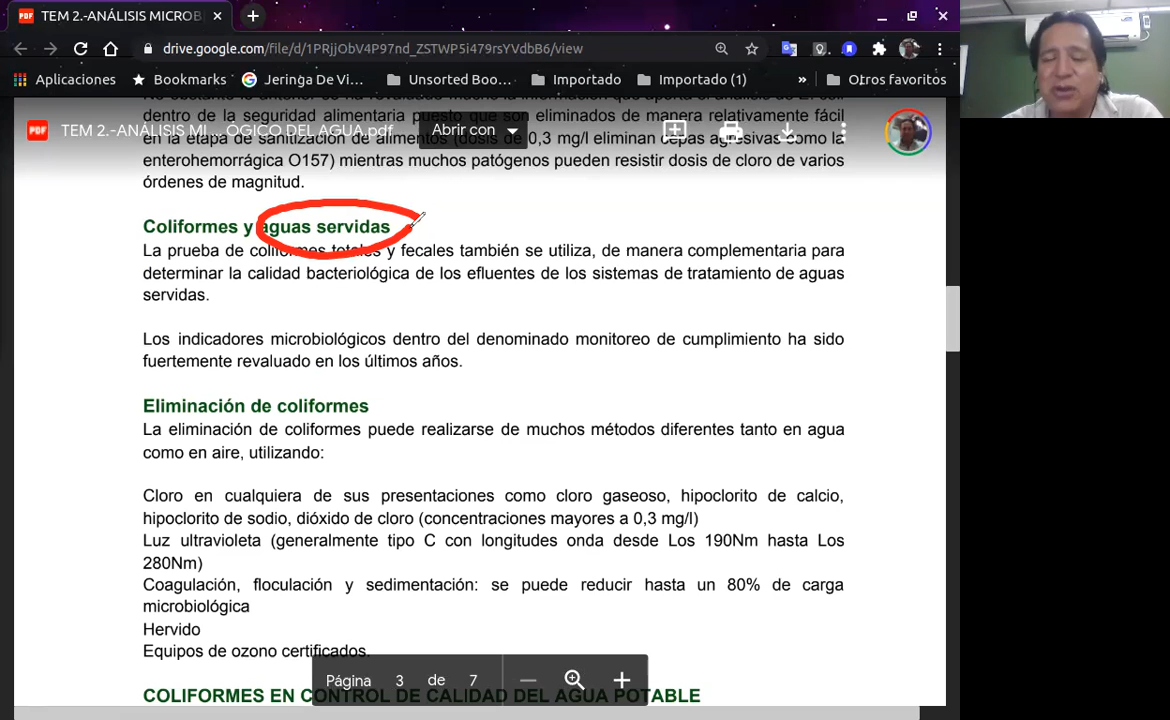 TEM 2.-ANÁLISIS MICROB
drive.google.com/file/d/1PRjjObV4P97nd_ZSTWPSi479rsYVdbB6/view
Aplicaciones Bookmarks Jeringa De Vi... Unsorted Boo... Importado Importado (1) » Otros favoritos
dentro de la seguridad alimentaria puesto que son eliminados de manera relativamente fácil
PDF TEM 2.-ANÁLISIS MI ... OGICO DEL AGUA.pdf Abrir con
en la etapa de sanitización de alimentos (dosis de 0,3 mg/l eliminan cepas agresivas como la
enterohemorrágica O157) mientras muchos patógenos pueden resistir dosis de cloro de varios
órdenes de magnitud.
Coliformes y aguas servidas
La prueba de coliformes totales y fecales también se utiliza, de manera complementaria para
determinar la calidad bacteriológica de los efluentes de los sistemas de tratamiento de aguas
servidas.
Los indicadores microbiológicos dentro del denominado monitoreo de cumplimiento ha sido
fuertemente revaluado en los últimos años.
Eliminación de coliformes
La eliminación de coliformes puede realizarse de muchos métodos diferentes tanto en agua
como en aire, utilizando:
Cloro en cualquiera de sus presentaciones como cloro gaseoso, hipoclorito de calcio,
hipoclorito de sodio, dióxido de cloro (concentraciones mayores a 0,3 mg/l)
Luz ultravioleta (generalmente tipo C con longitudes onda desde Los 190Nm hasta Los
280Nm)
Coagulación, floculación y sedimentación: se puede reducir hasta un 80% de carga
microbiológica
Hervido
Equipos de ozono certificados.
Página 3 de 7
COLIFORMES EN CONTROL DE CALIDAD DEL AGUA POTABLE